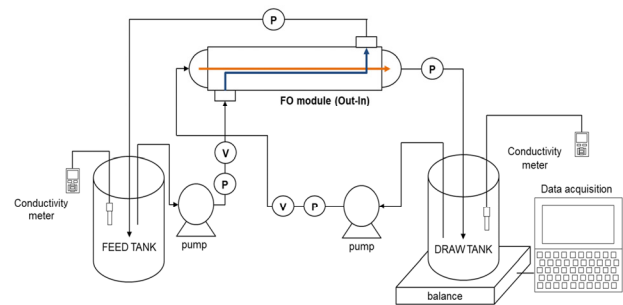 P
P
FO module (Out-In)
V
P
V
P
Conductivity
meter
Conductivity
meter
Data acquisition
FEED TANK
pump
pump
DRAW TANK
balance